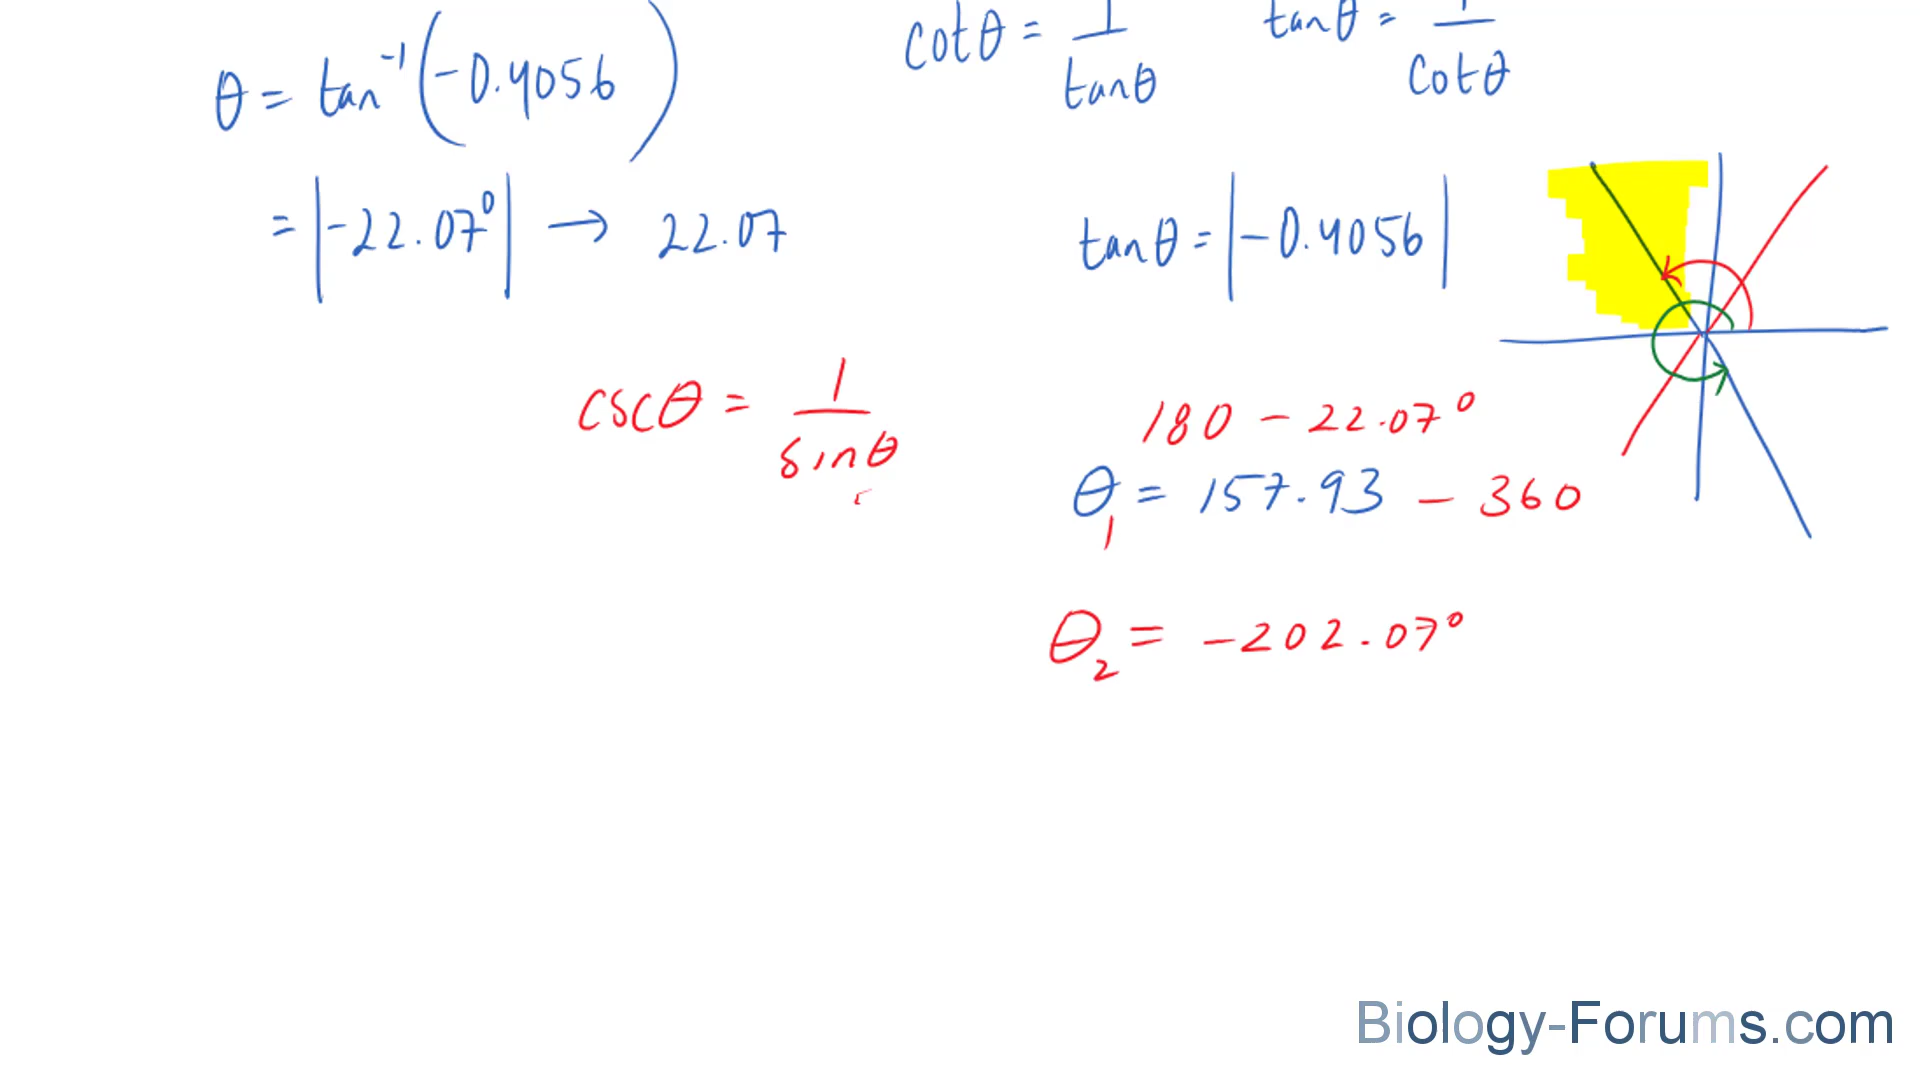 cotθ = 1/tanθ
tanθ = 1/cotθ
θ = tan⁻¹(-0.4056)
= |-22.07°| → 22.07
tanθ = |-0.4056|
cscθ = 1/sinθ
180 - 22.07°
θ₁ = 157.93 - 360
θ₂ = -202.07°
Biology-Forums.com